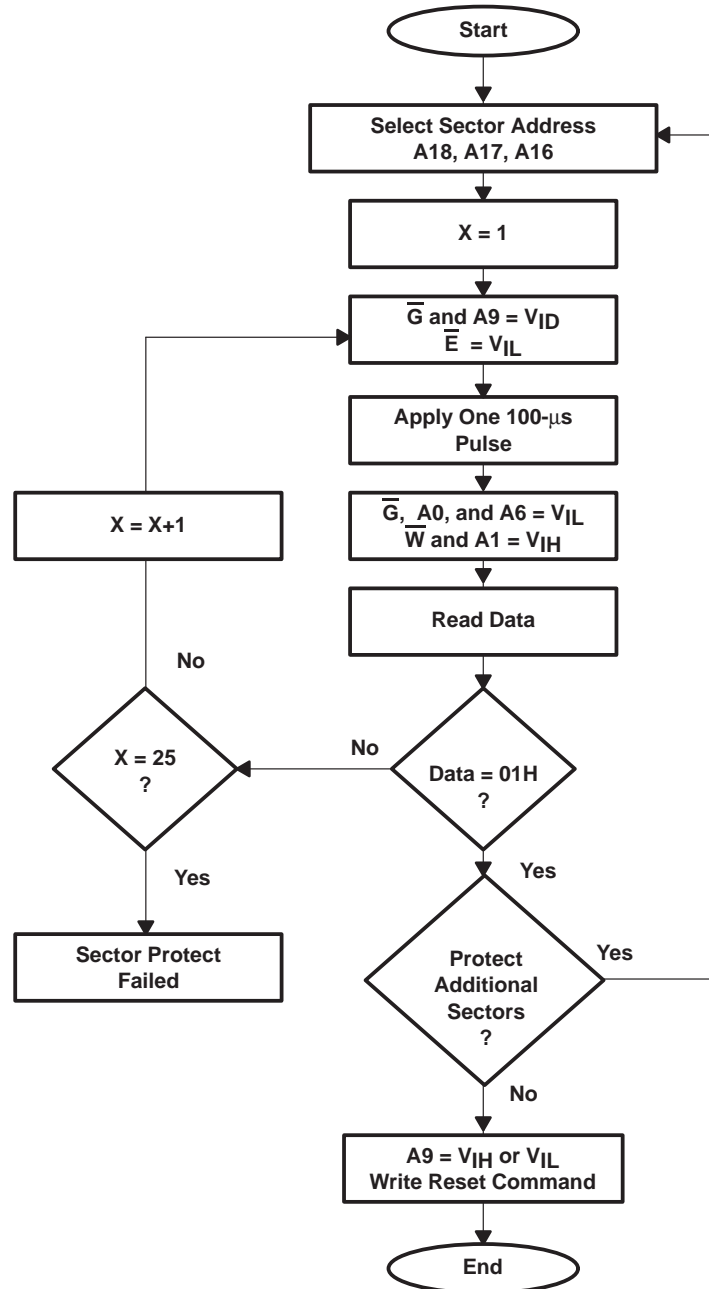 Start
Select Sector Address
A18, A17, A16
X = 1
G̅ and A9 = VID
E̅ = VIL
Apply One 100-μs
Pulse
G̅, A0, and A6 = VIL
W̅ and A1 = VIH
X = X+1
Read Data
No
X = 25
?
No
Data = 01H
?
Yes
Yes
Sector Protect
Failed
Protect
Additional
Sectors
?
Yes
No
A9 = VIH or VIL
Write Reset Command
End